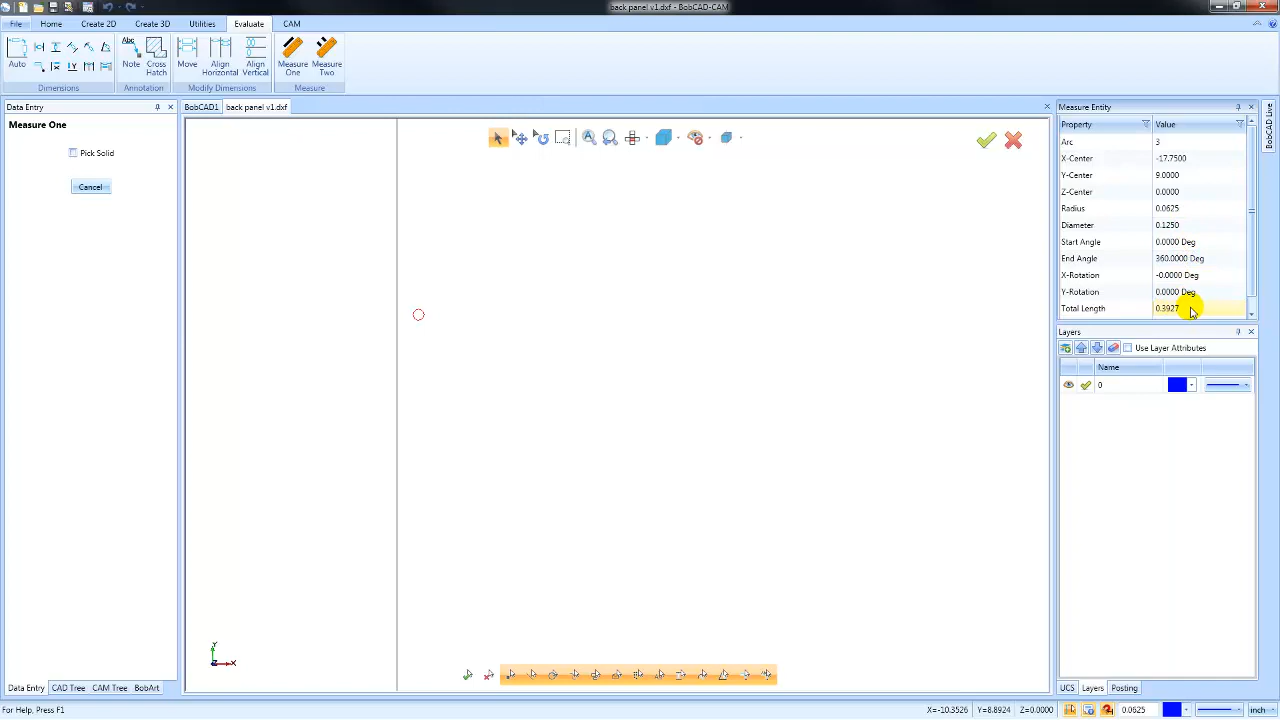 back panel v1.dxf - BobCAD-CAM
File Home Create 2D Create 3D Utilities Evaluate CAM
Auto
Note
Cross Hatch
Move
Align Horizontal
Align Vertical
Measure One
Measure Two
Dimensions Annotation Modify Dimensions Measure
Data Entry
Measure One
Pick Solid
Cancel
BobCAD1 back panel v1.dxf
Measure Entity
Property Value
Arc 3
X-Center -17.7500
Y-Center 9.0000
Z-Center 0.0000
Radius 0.0625
Diameter 0.1250
Start Angle 0.0000 Deg
End Angle 360.0000 Deg
X-Rotation -0.0000 Deg
Y-Rotation 0.0000 Deg
Total Length 0.3927
BobCAD Live
Layers
Use Layer Attributes
Name
0
Y
X
Data Entry CAD Tree CAM Tree BobArt
UCS Layers Posting
For Help, Press F1
X=-10.3526 Y=8.8924 Z=0.0000
0.0625
inch